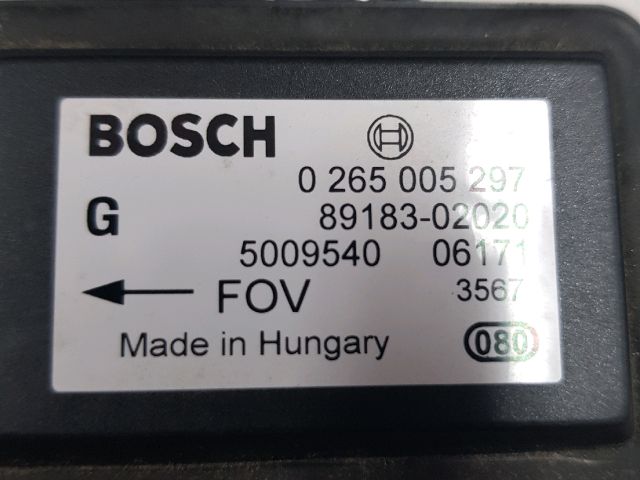 BOSCH
0 265 005 297
G 89183-02020
5009540 06171
FOV 3567
Made in Hungary 080